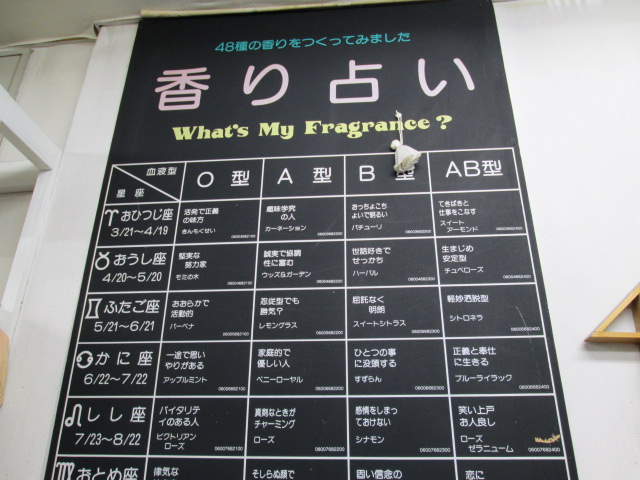 48種の香りをつくってみました
香り占い
What's My Fragrance?
血液型
星座
O 型
A 型
B 型
AB型
おひつじ座
3/21〜4/19
活発で正義
の味方
きんもくせい
趣味学究
の人
カーネーション
おっちょこち
よいで明るい
パチューリ
てきぱきと
仕事をこなす
スイート
アーモンド
おうし座
4/20〜5/20
堅実な
努力家
モミの木
誠実で協調
性に富む
ウッズ&ガーデン
世話好きで
せっかち
ハーバル
生まじめ
安定型
チュベローズ
ふたご座
5/21〜6/21
おおらかで
活動的
バーベナ
忍従型でも
勝気?
レモングラス
屈託なく
明朗
スイートシトラス
軽妙洒脱型
シトロネラ
かに座
6/22〜7/22
一途で思い
やりがある
アップルミント
家庭的で
優しい人
ペニーローヤル
ひとつの事
に没頭する
すずらん
正義と奉仕
に生きる
ブルーライラック
しし座
7/23〜8/22
バイタリテ
ィのある人
ビクトリアン
ローズ
真剣なときが
チャーミング
ローズ
感情をしまっ
ておけない
シナモン
笑い上戸
お人良し
ローズ
ゼラニューム
おとめ座
律気な
そしらぬ顔で
固い信念の
恋に